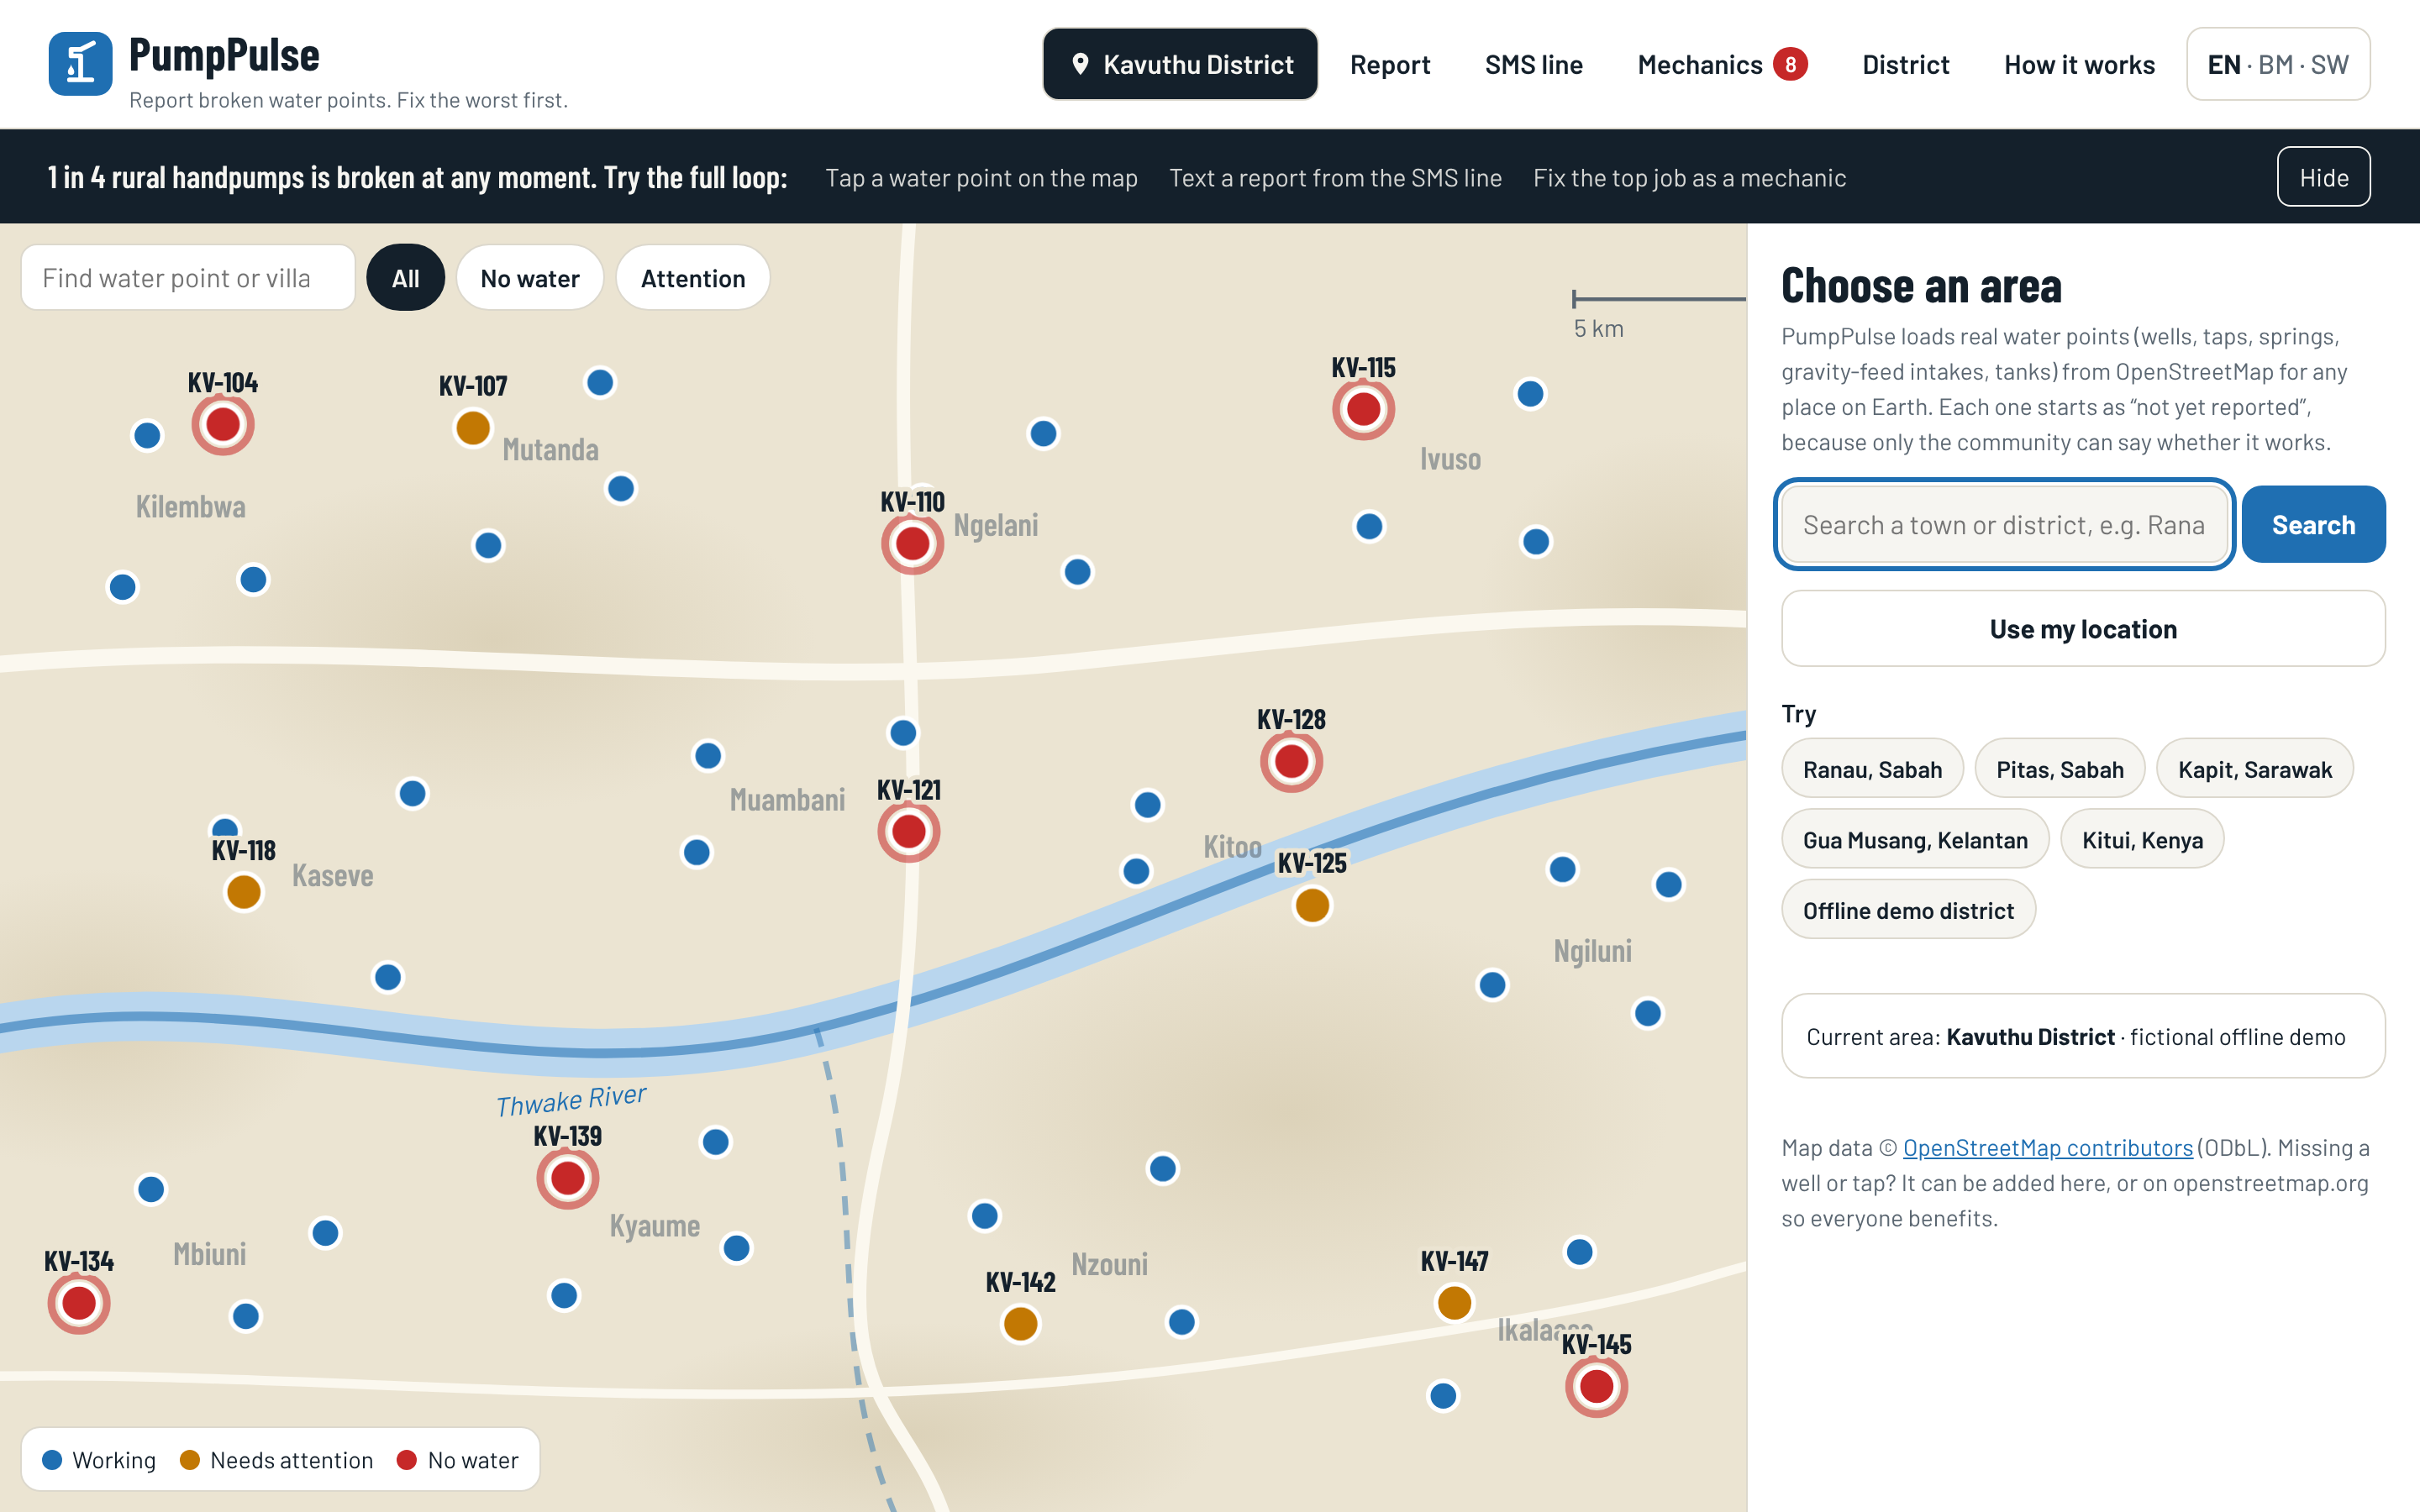 PumpPulse
Report broken water points. Fix the worst first.
Kavuthu District
Report
SMS line
Mechanics 8
District
How it works
EN · BM · SW
1 in 4 rural handpumps is broken at any moment. Try the full loop:
Tap a water point on the map
Text a report from the SMS line
Fix the top job as a mechanic
Hide
Find water point or villa
All
No water
Attention
5 km
KV-104
KV-107
KV-115
Mutanda
Ivuso
Kilembwa
KV-110
Ngelani
KV-128
KV-121
Muambani
KV-118
Kaseve
Kitoo
KV-125
Ngiluni
Thwake River
KV-139
Kyaume
Mbiuni
KV-134
KV-142
Nzouni
KV-147
KV-145
Working
Needs attention
No water
Choose an area
PumpPulse loads real water points (wells, taps, springs,
gravity-feed intakes, tanks) from OpenStreetMap for any
place on Earth. Each one starts as “not yet reported”,
because only the community can say whether it works.
Search a town or district, e.g. Rana
Search
Use my location
Try
Ranau, Sabah
Pitas, Sabah
Kapit, Sarawak
Gua Musang, Kelantan
Kitui, Kenya
Offline demo district
Current area: Kavuthu District · fictional offline demo
Map data © OpenStreetMap contributors (ODbL). Missing a
well or tap? It can be added here, or on openstreetmap.org
so everyone benefits.